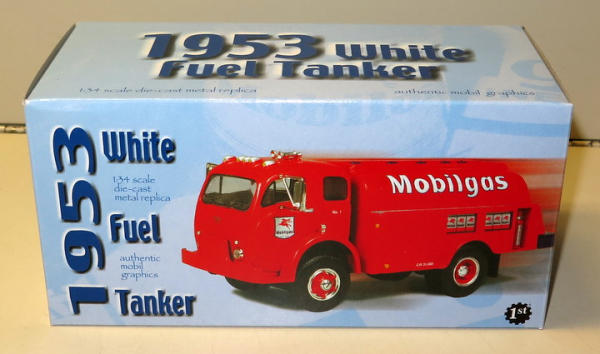 1953 White
Fuel Tanker
1:34 scale die-cast metal replica
authentic mobil graphics
1953
White
1:34 scale
die-cast
metal replica
Fuel
authentic
mobil
graphics
Tanker
Mobilgas
Mobilgas
1st